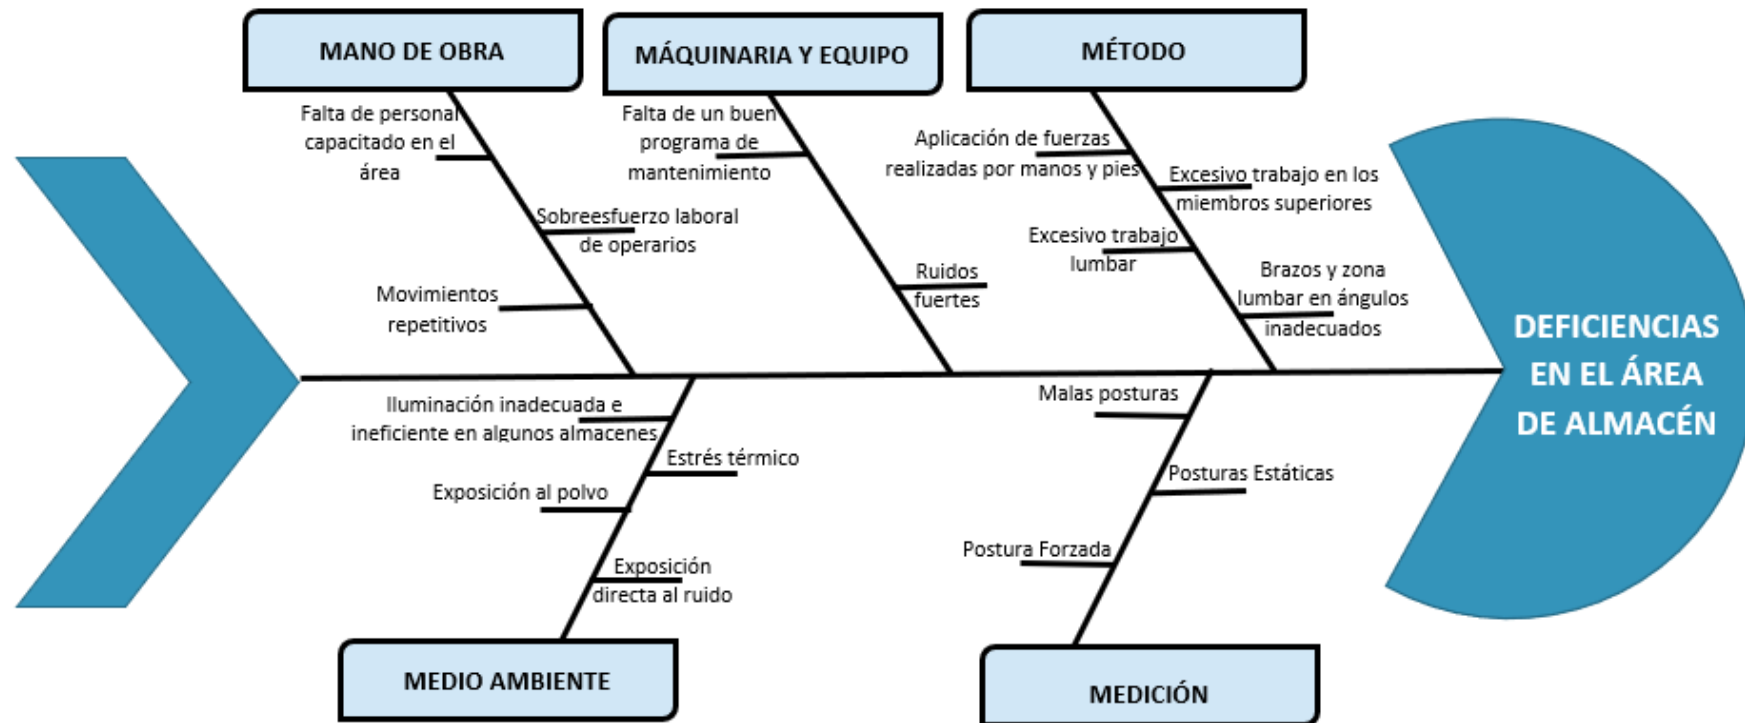 MANO DE OBRA
MÁQUINARIA Y EQUIPO
MÉTODO
Falta de personal
capacitado en el
área
Sobreesfuerzo laboral
de operarios
Movimientos
repetitivos
Falta de un buen
programa de
mantenimiento
Ruidos
fuertes
Aplicación de fuerzas
realizadas por manos y pies
Excesivo trabajo en los
miembros superiores
Excesivo trabajo
lumbar
Brazos y zona
lumbar en ángulos
inadecuados
DEFICIENCIAS
EN EL ÁREA
DE ALMACÉN
Iluminación inadecuada e
ineficiente en algunos almacenes
Estrés térmico
Exposición al polvo
Exposición
directa al ruido
Malas posturas
Posturas Estáticas
Postura Forzada
MEDIO AMBIENTE
MEDICIÓN